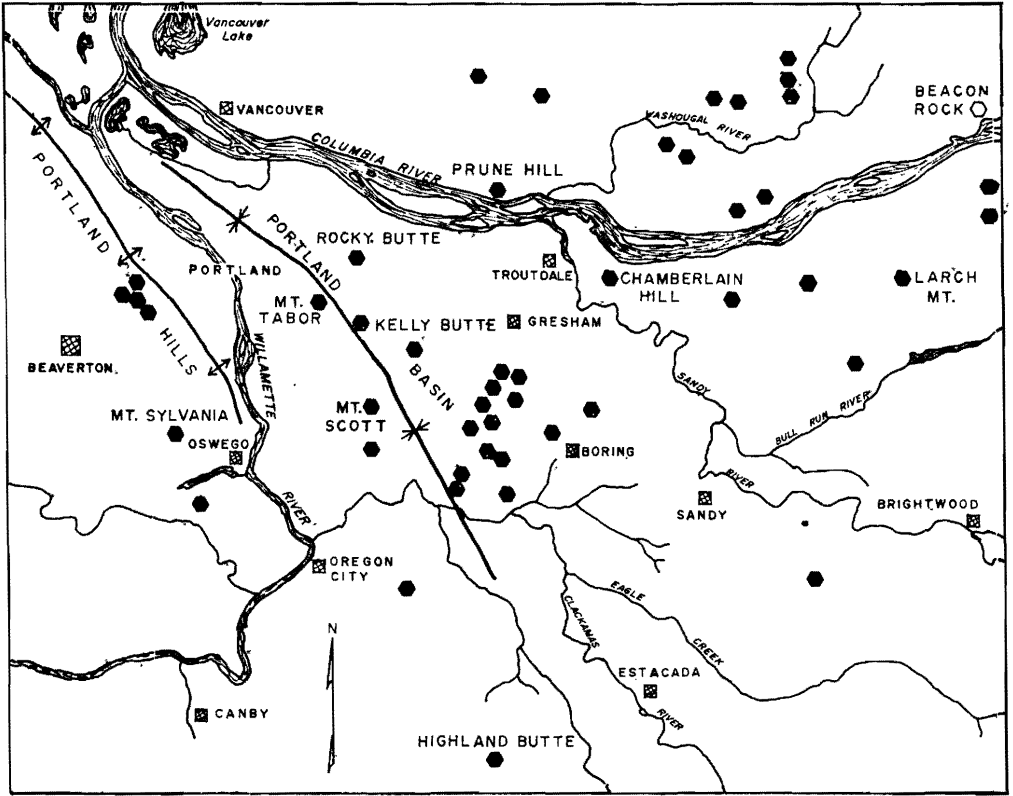 Vancouver
Lake
VANCOUVER
BEACON
ROCK
WASHOUGAL RIVER
COLUMBIA RIVER
PRUNE HILL
PORTLAND
HILLS
PORTLAND
BASIN
ROCKY BUTTE
PORTLAND
TROUTDALE
CHAMBERLAIN
HILL
LARCH
MT.
MT.
TABOR
KELLY BUTTE
GRESHAM
WILLAMETTE
RIVER
BEAVERTON.
SANDY
RIVER
BULL RUN RIVER
MT. SYLVANIA
MT.
SCOTT
OSWEGO
BORING
SANDY
BRIGHTWOOD
OREGON
CITY
EAGLE
CREEK
CLACKAMAS
RIVER
N
ESTACADA
CANBY
HIGHLAND BUTTE